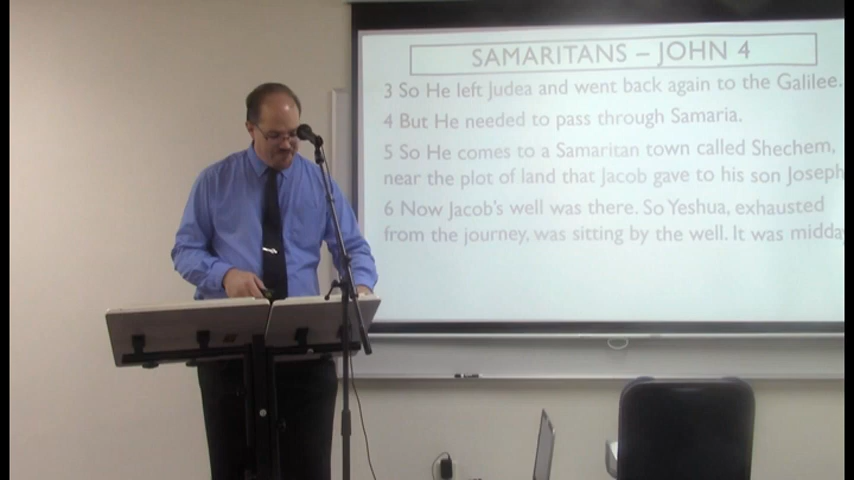 SAMARITANS – JOHN 4
3 So He left Judea and went back again to the Galilee.
4 But He needed to pass through Samaria.
5 So He comes to a Samaritan town called Shechem,
near the plot of land that Jacob gave to his son Joseph
6 Now Jacob's well was there. So Yeshua, exhausted
from the journey, was sitting by the well. It was midda